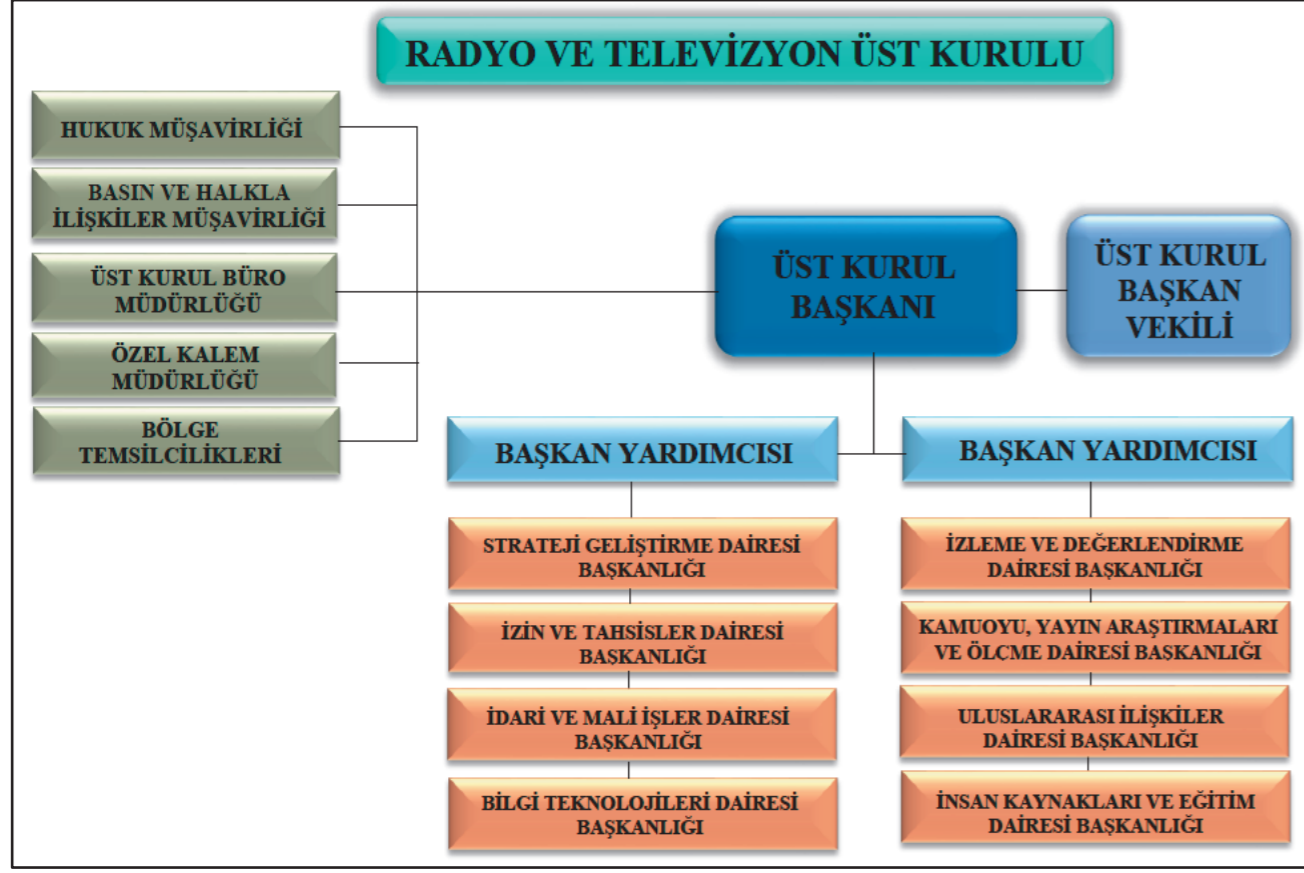 RADYO VE TELEVİZYON ÜST KURULU
HUKUK MÜŞAVİRLİĞİ
BASIN VE HALKLA
İLİŞKİLER MÜŞAVİRLİĞİ
ÜST KURUL BÜRO
MÜDÜRLÜĞÜ
ÖZEL KALEM
MÜDÜRLÜĞÜ
BÖLGE
TEMSİLCİLİKLERİ
ÜST KURUL
BAŞKANI
ÜST KURUL
BAŞKAN
VEKİLİ
BAŞKAN YARDIMCISI
STRATEJİ GELİŞTİRME DAİRESİ
BAŞKANLIĞI
İZİN VE TAHSİSLER DAİRESİ
BAŞKANLIĞI
İDARİ VE MALİ İŞLER DAİRESİ
BAŞKANLIĞI
BİLGİ TEKNOLOJİLERİ DAİRESİ
BAŞKANLIĞI
BAŞKAN YARDIMCISI
İZLEME VE DEĞERLENDİRME
DAİRESİ BAŞKANLIĞI
KAMUOYU, YAYIN ARAŞTIRMALARI
VE ÖLÇME DAİRESİ BAŞKANLIĞI
ULUSLARARASI İLİŞKİLER
DAİRESİ BAŞKANLIĞI
İNSAN KAYNAKLARI VE EĞİTİM
DAİRESİ BAŞKANLIĞI